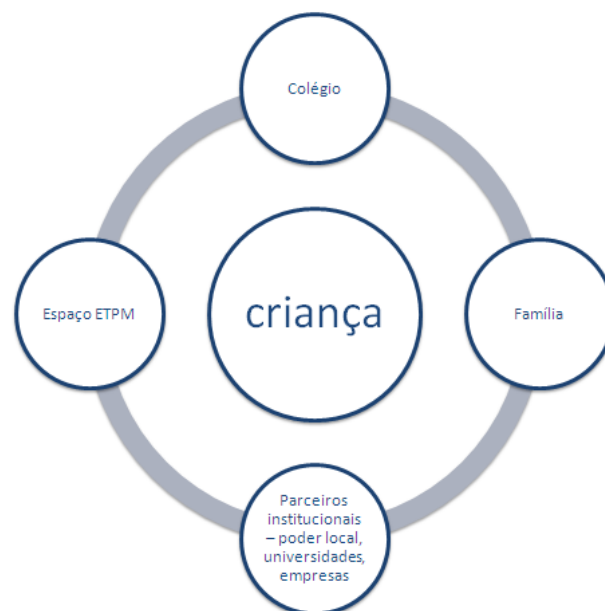 Colégio
Espaço ETPM
criança
Família
Parceiros
institucionais
– poder local,
universidades,
empresas